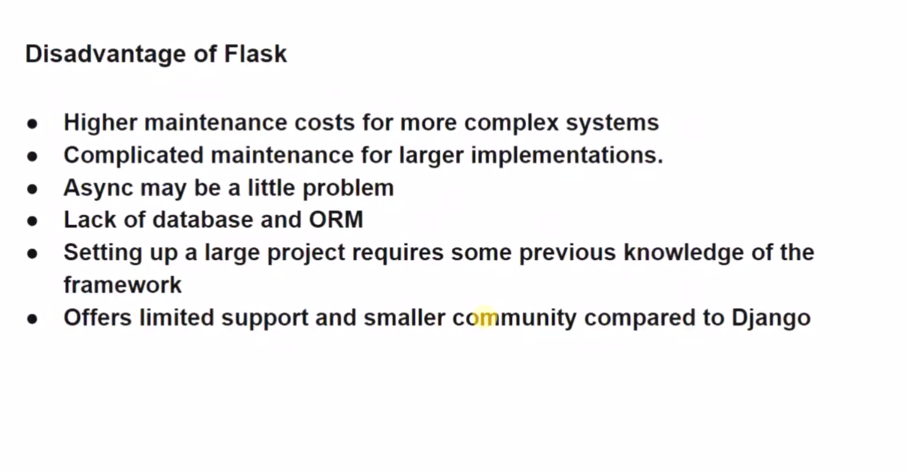 Disadvantage of Flask
● Higher maintenance costs for more complex systems
● Complicated maintenance for larger implementations.
● Async may be a little problem
● Lack of database and ORM
● Setting up a large project requires some previous knowledge of the
framework
● Offers limited support and smaller community compared to Django